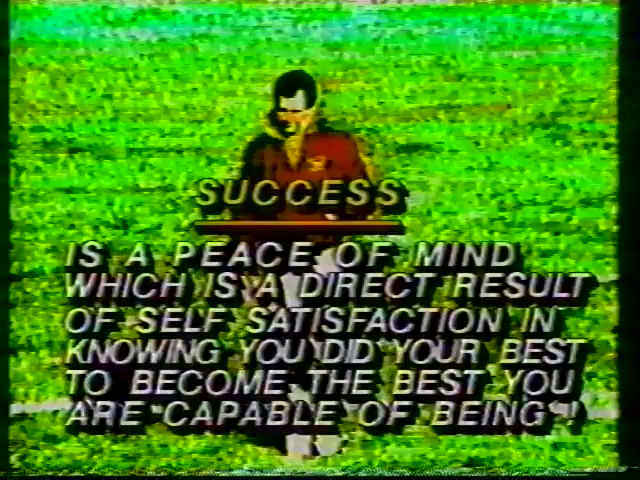 SUCCESS
IS A PEACE OF MIND
WHICH IS A DIRECT RESULT
OF SELF SATISFACTION IN
KNOWING YOU DID YOUR BEST
TO BECOME THE BEST YOU
ARE CAPABLE OF BEING !